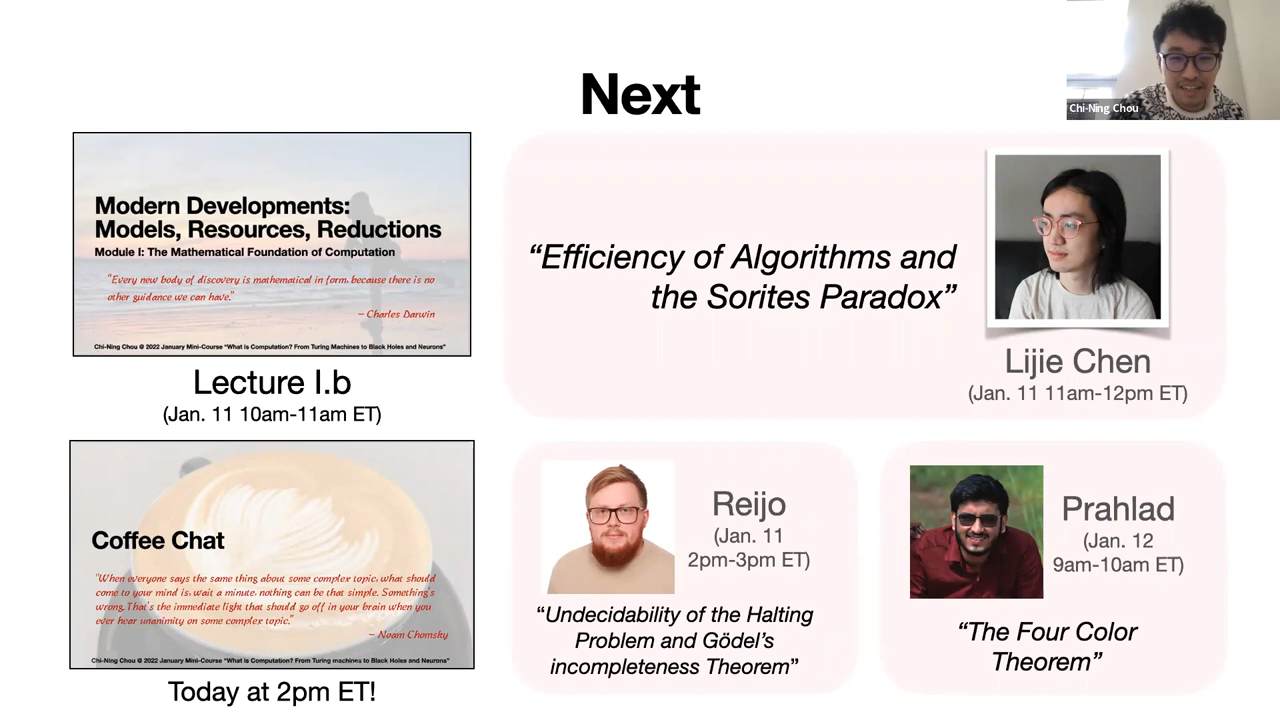 Next
Chi-Ning Chou
Modern Developments:
Models, Resources, Reductions
Module I: The Mathematical Foundation of Computation
"Every new body of discovery is mathematical in form, because there is no
other guidance we can have."
– Charles Darwin
Chi-Ning Chou @ 2022 January Mini-Course "What is Computation? From Turing Machines to Black Holes and Neurons"
Lecture I.b
(Jan. 11 10am-11am ET)
“Efficiency of Algorithms and
the Sorites Paradox”
Lijie Chen
(Jan. 11 11am-12pm ET)
Coffee Chat
"When everyone says the same thing about some complex topic, what should
come to your mind is, wait a minute, nothing can be that simple. Something's
wrong. That's the immediate light that should go off in your brain when you
ever hear unanimity on some complex topic."
– Noam Chomsky
Chi-Ning Chou @ 2022 January Mini-Course "What is Computation? From Turing machines to Black Holes and Neurons"
Today at 2pm ET!
Reijo
(Jan. 11
2pm-3pm ET)
“Undecidability of the Halting
Problem and Gödel’s
incompleteness Theorem”
Prahlad
(Jan. 12
9am-10am ET)
“The Four Color
Theorem”